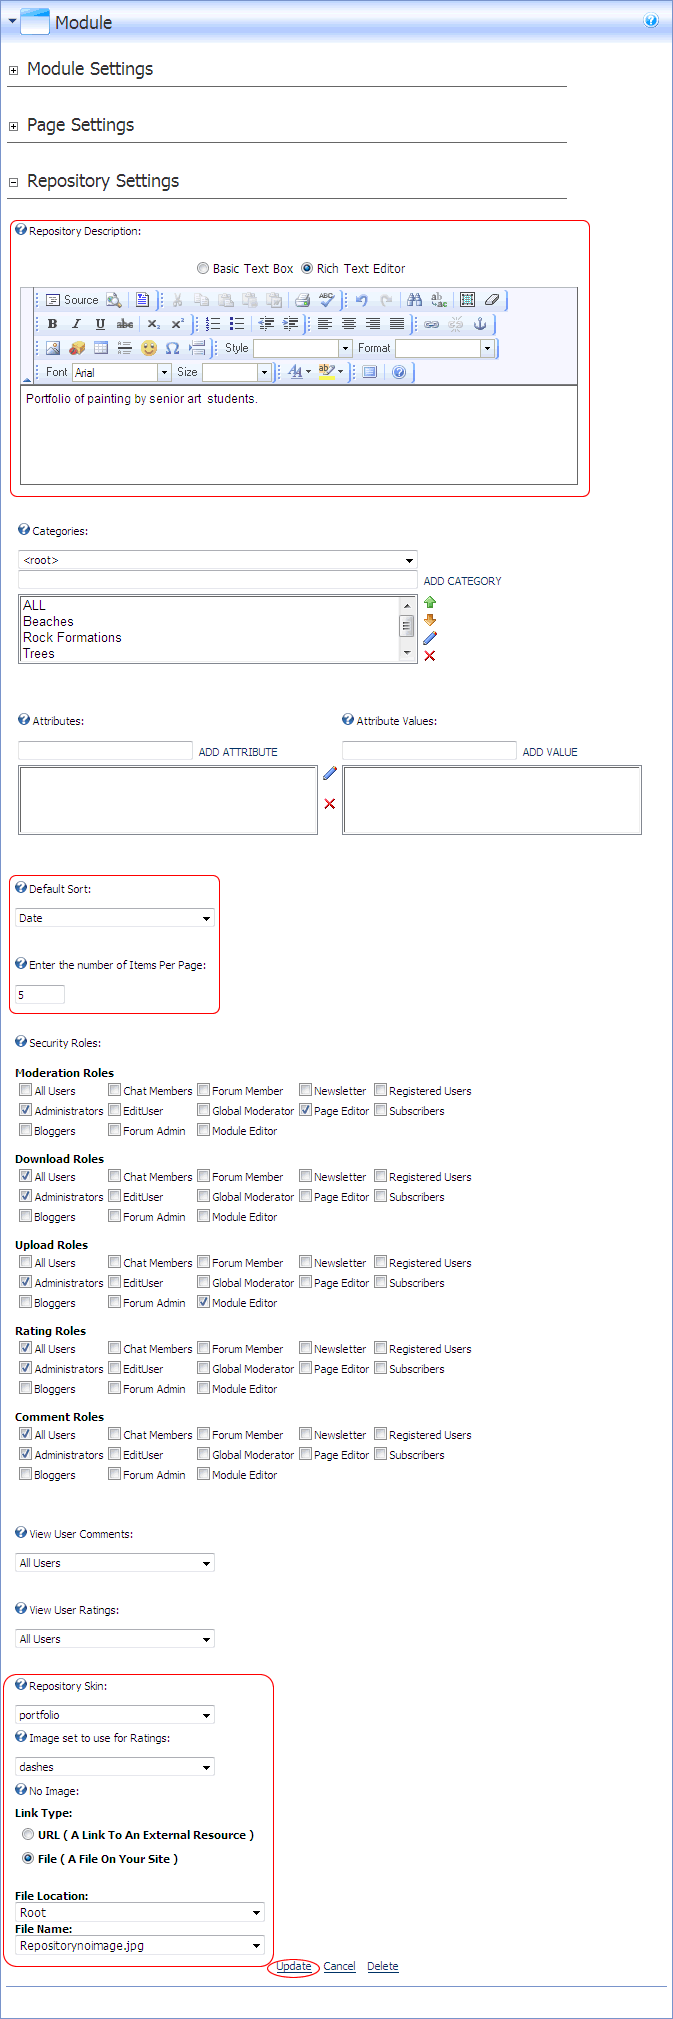 Module
Module Settings
Page Settings
Repository Settings
Repository Description:
Basic Text Box Rich Text Editor
Source ABC ab ac
B I U abc X₂ X²
Style Format
Font Arial Size A ab
Portfolio of painting by senior art students.
Categories:
<root>
ADD CATEGORY
ALL
Beaches
Rock Formations
Trees
Attributes: Attribute Values:
ADD ATTRIBUTE ADD VALUE
Default Sort:
Date
Enter the number of Items Per Page:
5
Security Roles:
Moderation Roles
All Users Chat Members Forum Member Newsletter Registered Users
Administrators EditUser Global Moderator Page Editor Subscribers
Bloggers Forum Admin Module Editor
Download Roles
All Users Chat Members Forum Member Newsletter Registered Users
Administrators EditUser Global Moderator Page Editor Subscribers
Bloggers Forum Admin Module Editor
Upload Roles
All Users Chat Members Forum Member Newsletter Registered Users
Administrators EditUser Global Moderator Page Editor Subscribers
Bloggers Forum Admin Module Editor
Rating Roles
All Users Chat Members Forum Member Newsletter Registered Users
Administrators EditUser Global Moderator Page Editor Subscribers
Bloggers Forum Admin Module Editor
Comment Roles
All Users Chat Members Forum Member Newsletter Registered Users
Administrators EditUser Global Moderator Page Editor Subscribers
Bloggers Forum Admin Module Editor
View User Comments:
All Users
View User Ratings:
All Users
Repository Skin:
portfolio
Image set to use for Ratings:
dashes
No Image:
Link Type:
URL ( A Link To An External Resource )
File ( A File On Your Site )
File Location:
Root
File Name:
Repositorynoimage.jpg
Update Cancel Delete